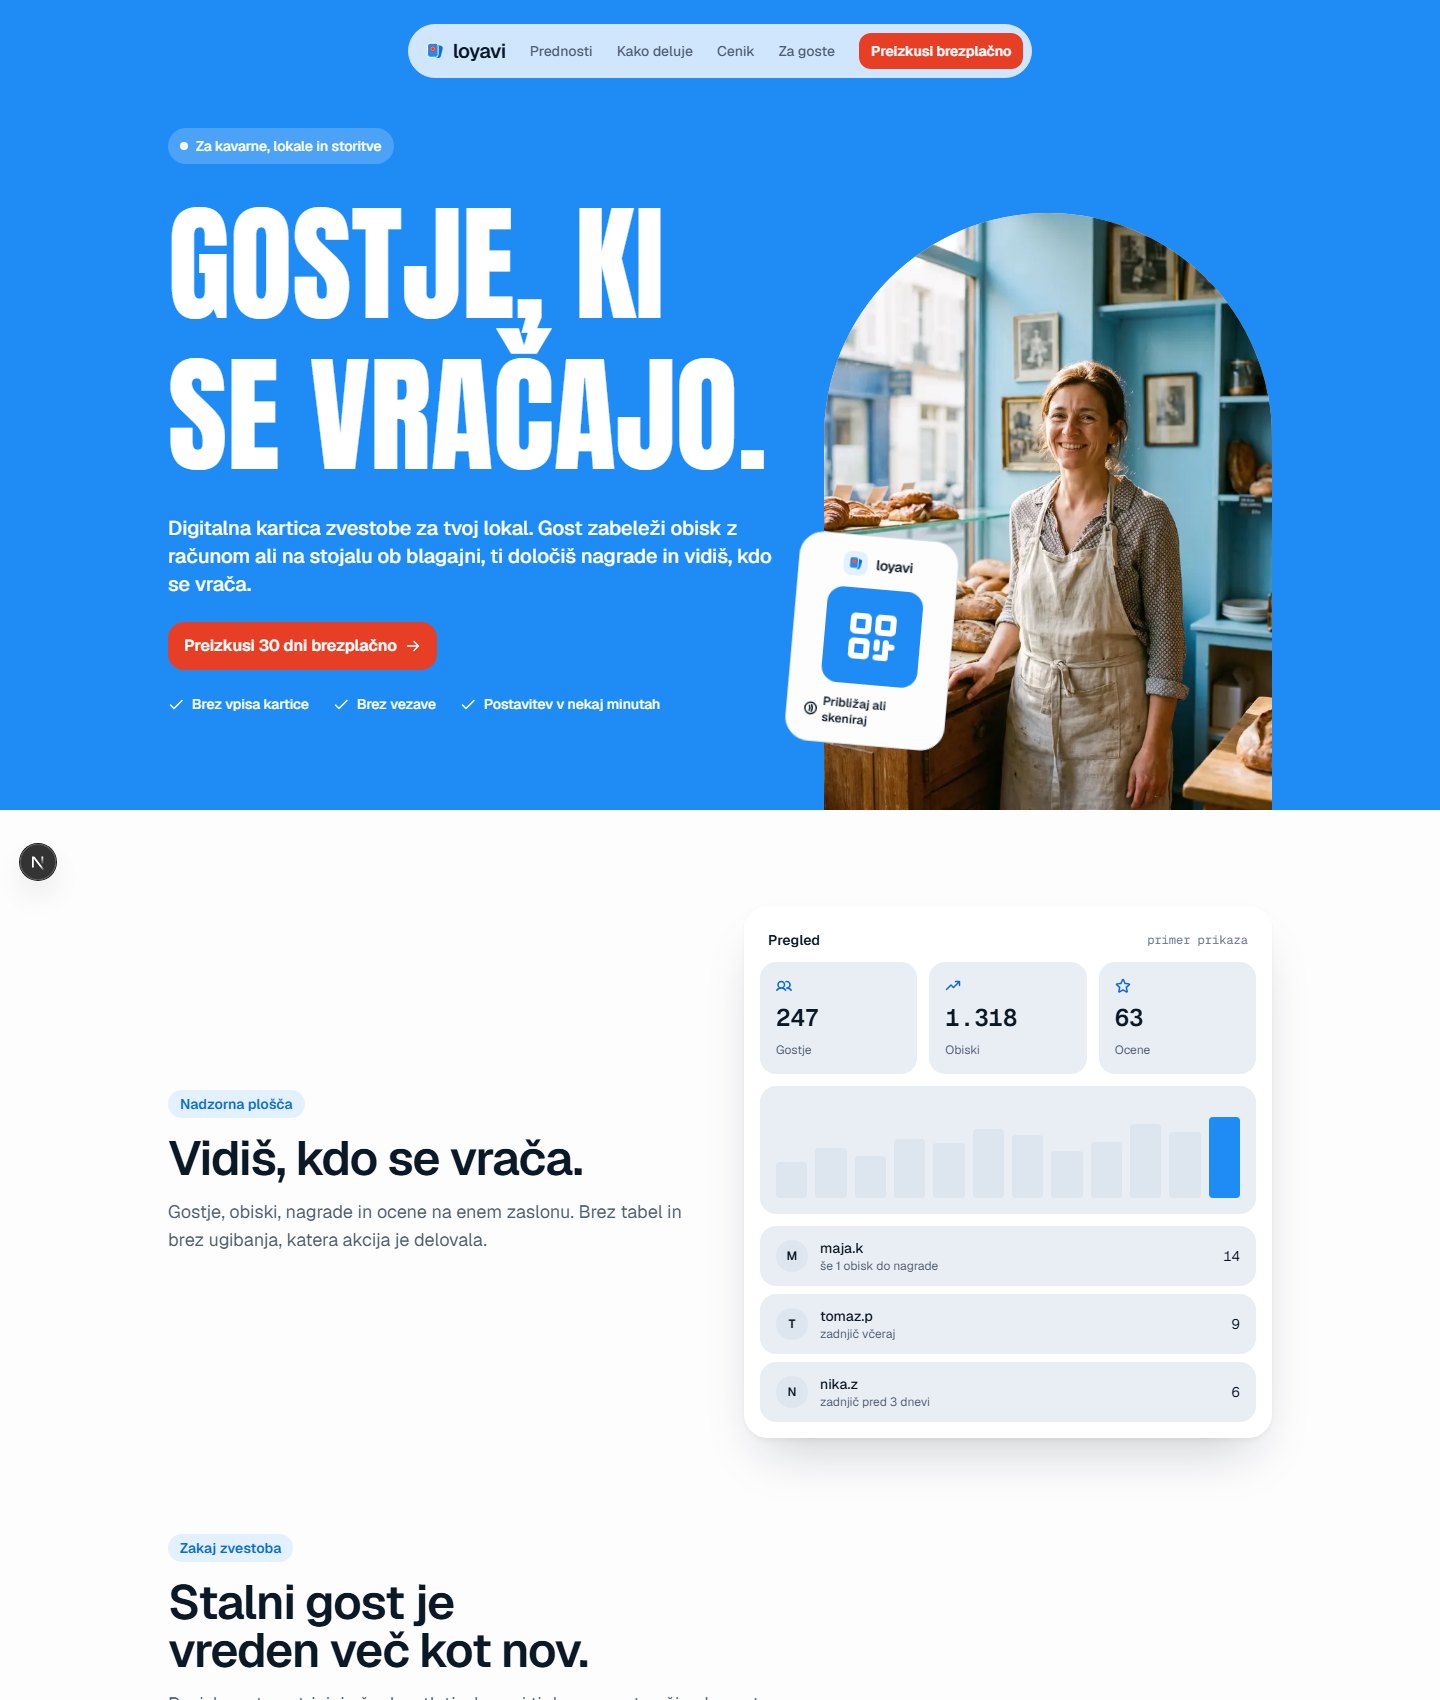 loyavi Prednosti Kako deluje Cenik Za goste Preizkusi brezplačno
Za kavarne, lokale in storitve
GOSTJE, KI
SE VRAČAJO.
Digitalna kartica zvestobe za tvoj lokal. Gost zabeleži obisk z
računom ali na stojalu ob blagajni, ti določiš nagrade in vidiš, kdo
se vrača.
Preizkusi 30 dni brezplačno →
Brez vpisa kartice Brez vezave Postavitev v nekaj minutah
loyavi
Približaj ali
skeniraj
N
Nadzorna plošča
Vidiš, kdo se vrača.
Gostje, obiski, nagrade in ocene na enem zaslonu. Brez tabel in
brez ugibanja, katera akcija je delovala.
Pregled primer prikaza
247 1.318 63
Gostje Obiski Ocene
M maja.k 14
še 1 obisk do nagrade
T tomaz.p 9
zadnjič včeraj
N nika.z 6
zadnjič pred 3 dnevi
Zakaj zvestoba
Stalni gost je
vreden več kot nov.